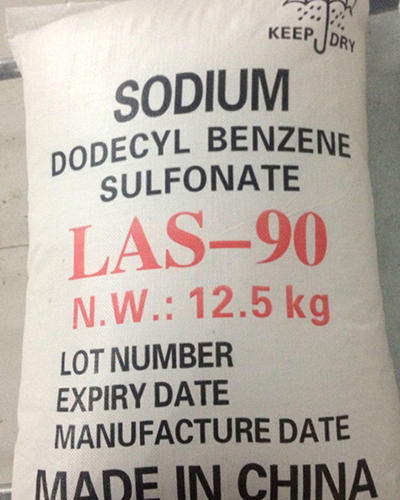 KEEP DRY
SODIUM
DODECYL BENZENE
SULFONATE
LAS-90
N.W.: 12.5 kg
LOT NUMBER
EXPIRY DATE
MANUFACTURE DATE
MADE IN CHINA